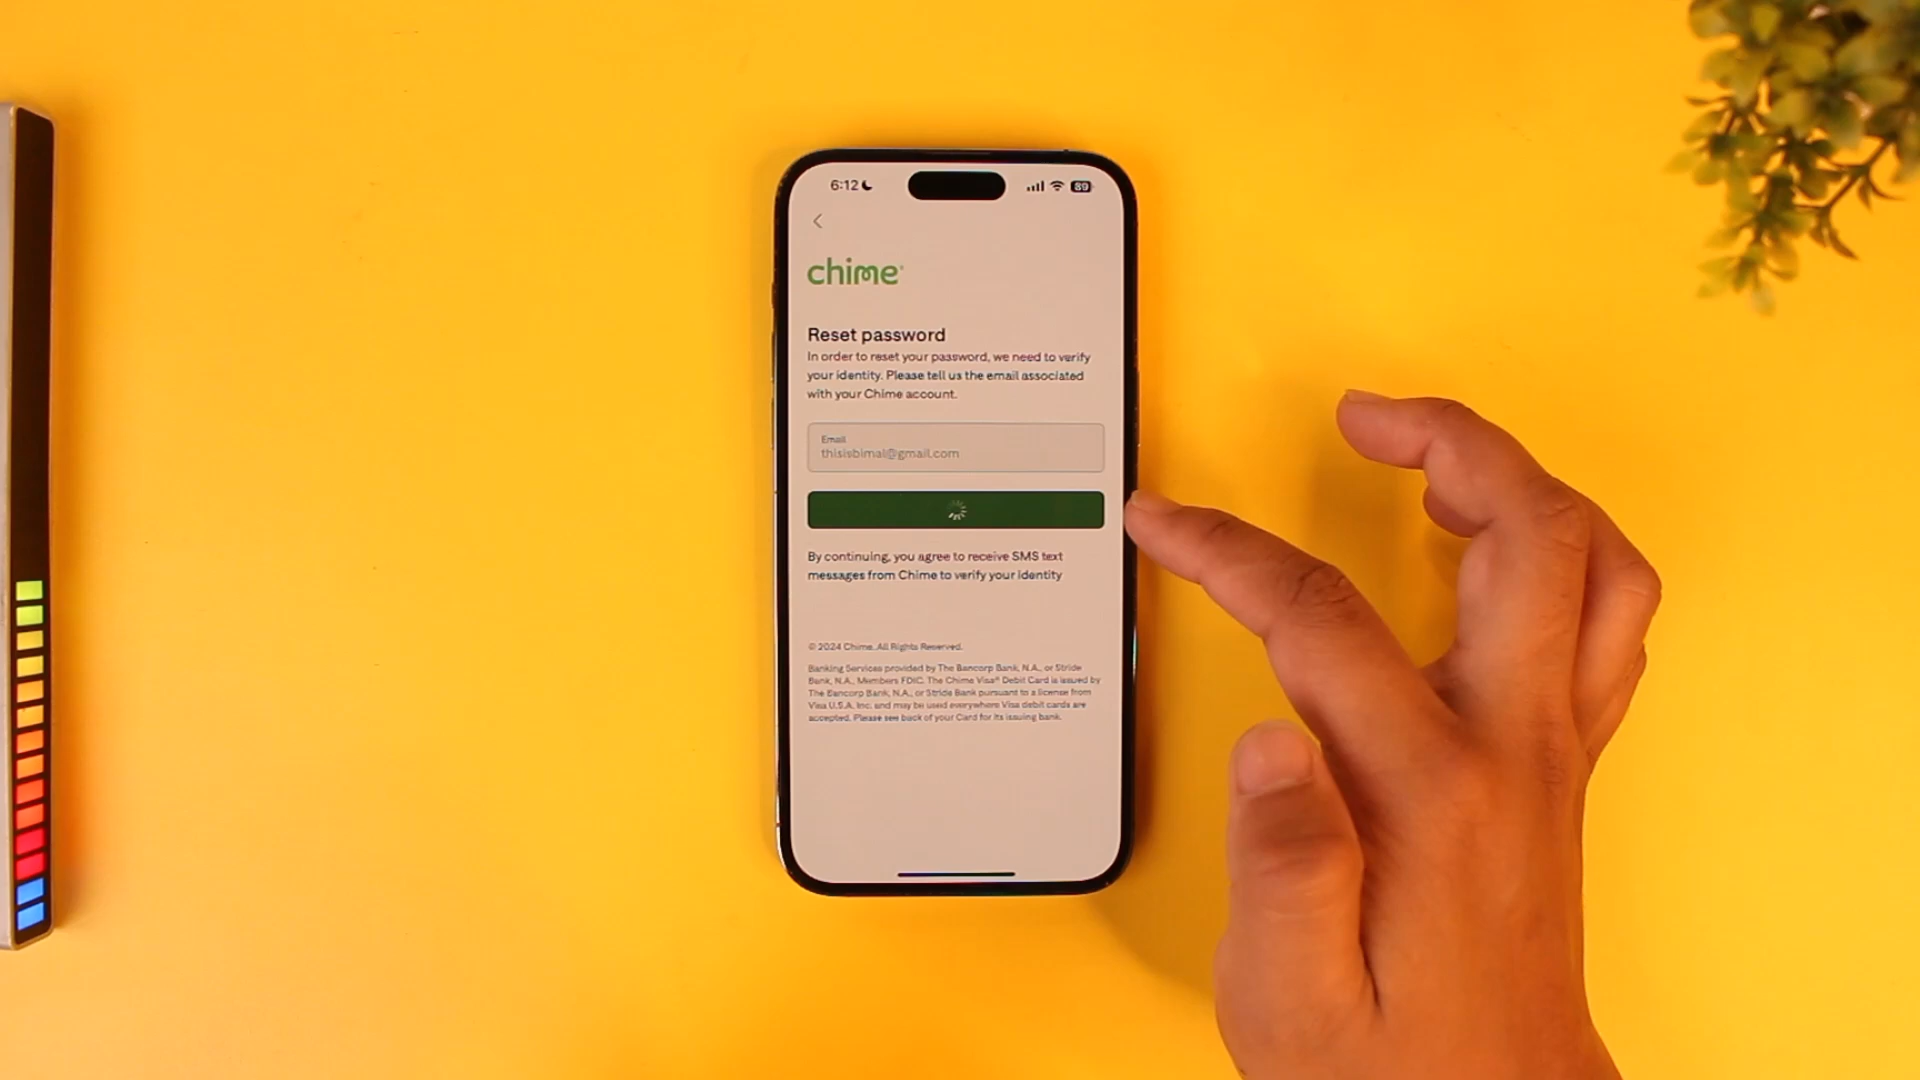 6:12
89
chime
Reset password
In order to reset your password, we need to verify
your identity. Please tell us the email associated
with your Chime account.
Email
thisisbimal@gmail.com
By continuing, you agree to receive SMS text
messages from Chime to verify your identity
© 2024 Chime. All Rights Reserved.
Banking Services provided by The Bancorp Bank, N.A., or Stride
Bank, N.A., Members FDIC. The Chime Visa® Debit Card is issued by
The Bancorp Bank, N.A., or Stride Bank pursuant to a license from
Visa U.S.A. Inc. and may be used everywhere Visa debit cards are
accepted. Please see back of your Card for its issuing bank.